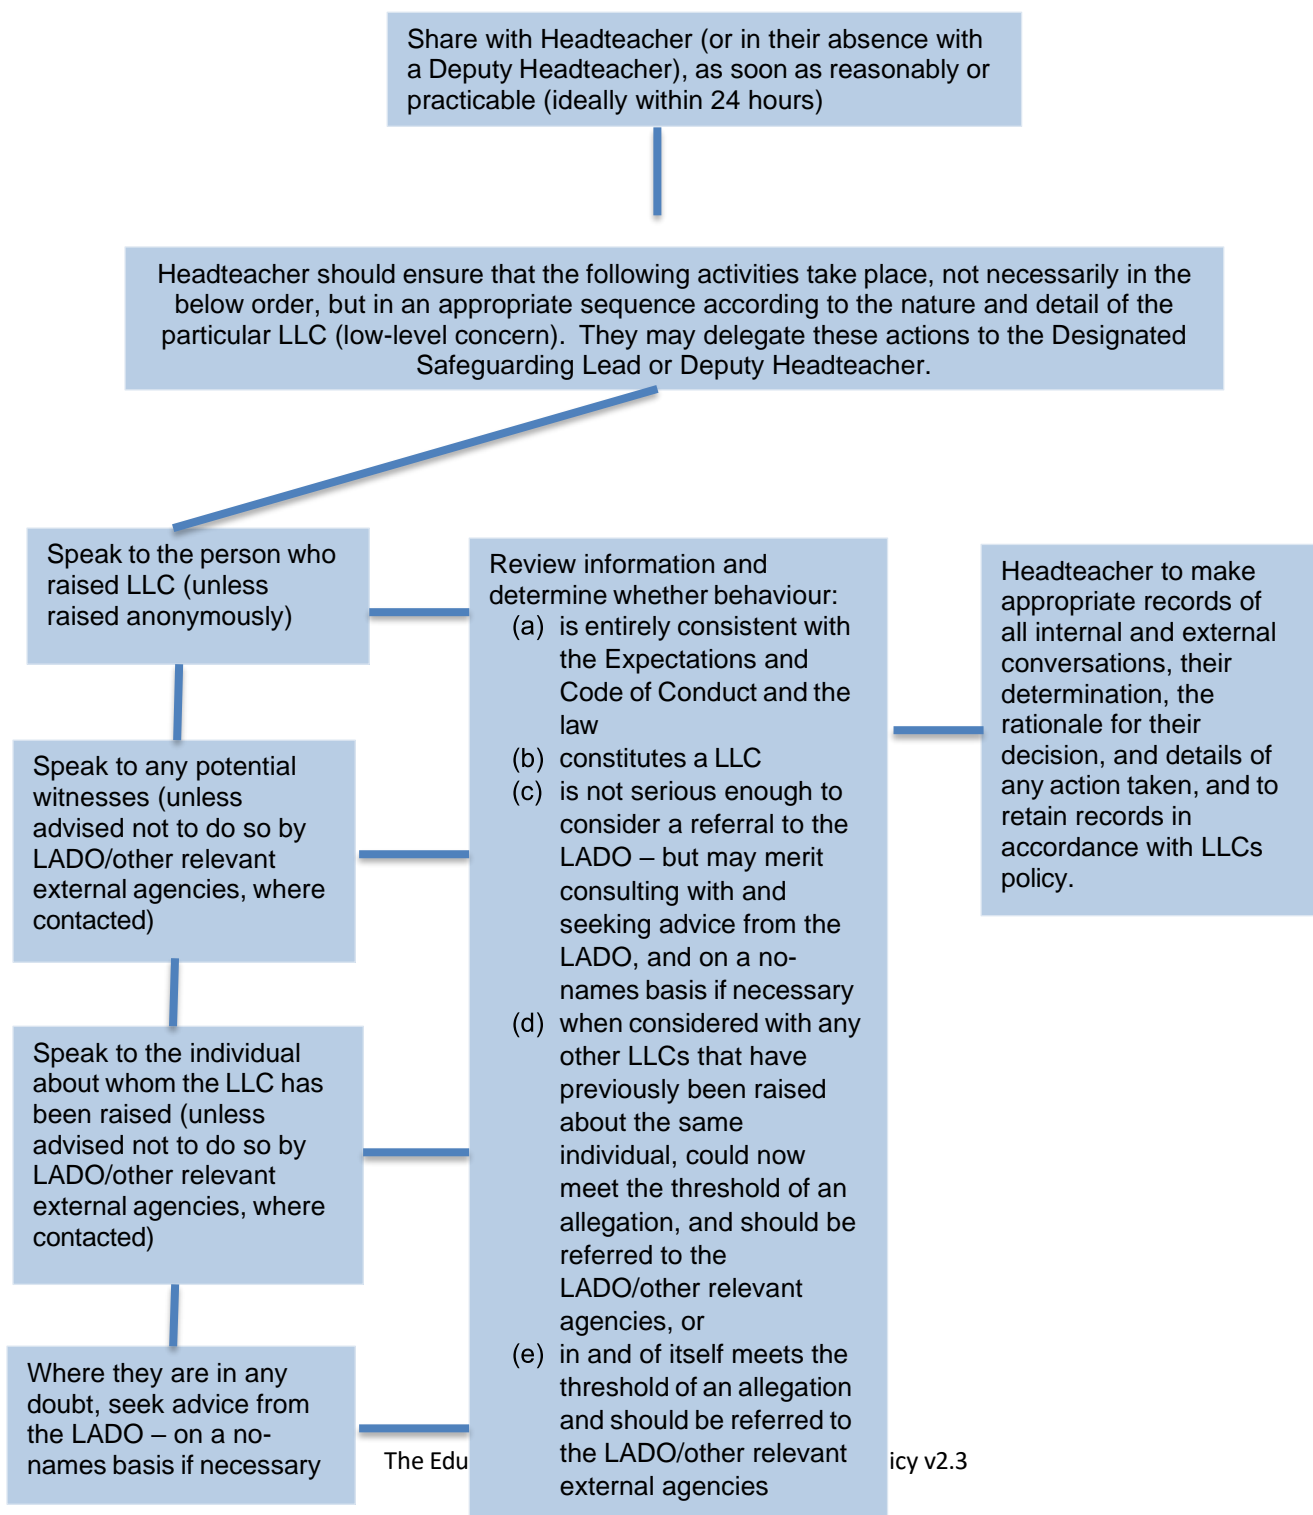 Share with Headteacher (or in their absence with
a Deputy Headteacher), as soon as reasonably or
practicable (ideally within 24 hours)
Headteacher should ensure that the following activities take place, not necessarily in the
below order, but in an appropriate sequence according to the nature and detail of the
particular LLC (low-level concern). They may delegate these actions to the Designated
Safeguarding Lead or Deputy Headteacher.
Speak to the person who
raised LLC (unless
raised anonymously)
Speak to any potential
witnesses (unless
advised not to do so by
LADO/other relevant
external agencies, where
contacted)
Speak to the individual
about whom the LLC has
been raised (unless
advised not to do so by
LADO/other relevant
external agencies, where
contacted)
Where they are in any
doubt, seek advice from
the LADO – on a no-
names basis if necessary
Review information and
determine whether behaviour:
(a) is entirely consistent with
the Expectations and
Code of Conduct and the
law
(b) constitutes a LLC
(c) is not serious enough to
consider a referral to the
LADO – but may merit
consulting with and
seeking advice from the
LADO, and on a no-
names basis if necessary
(d) when considered with any
other LLCs that have
previously been raised
about the same
individual, could now
meet the threshold of an
allegation, and should be
referred to the
LADO/other relevant
agencies, or
(e) in and of itself meets the
threshold of an allegation
and should be referred to
the LADO/other relevant
external agencies
Headteacher to make
appropriate records of
all internal and external
conversations, their
determination, the
rationale for their
decision, and details of
any action taken, and to
retain records in
accordance with LLCs
policy.
The Edu icy v2.3